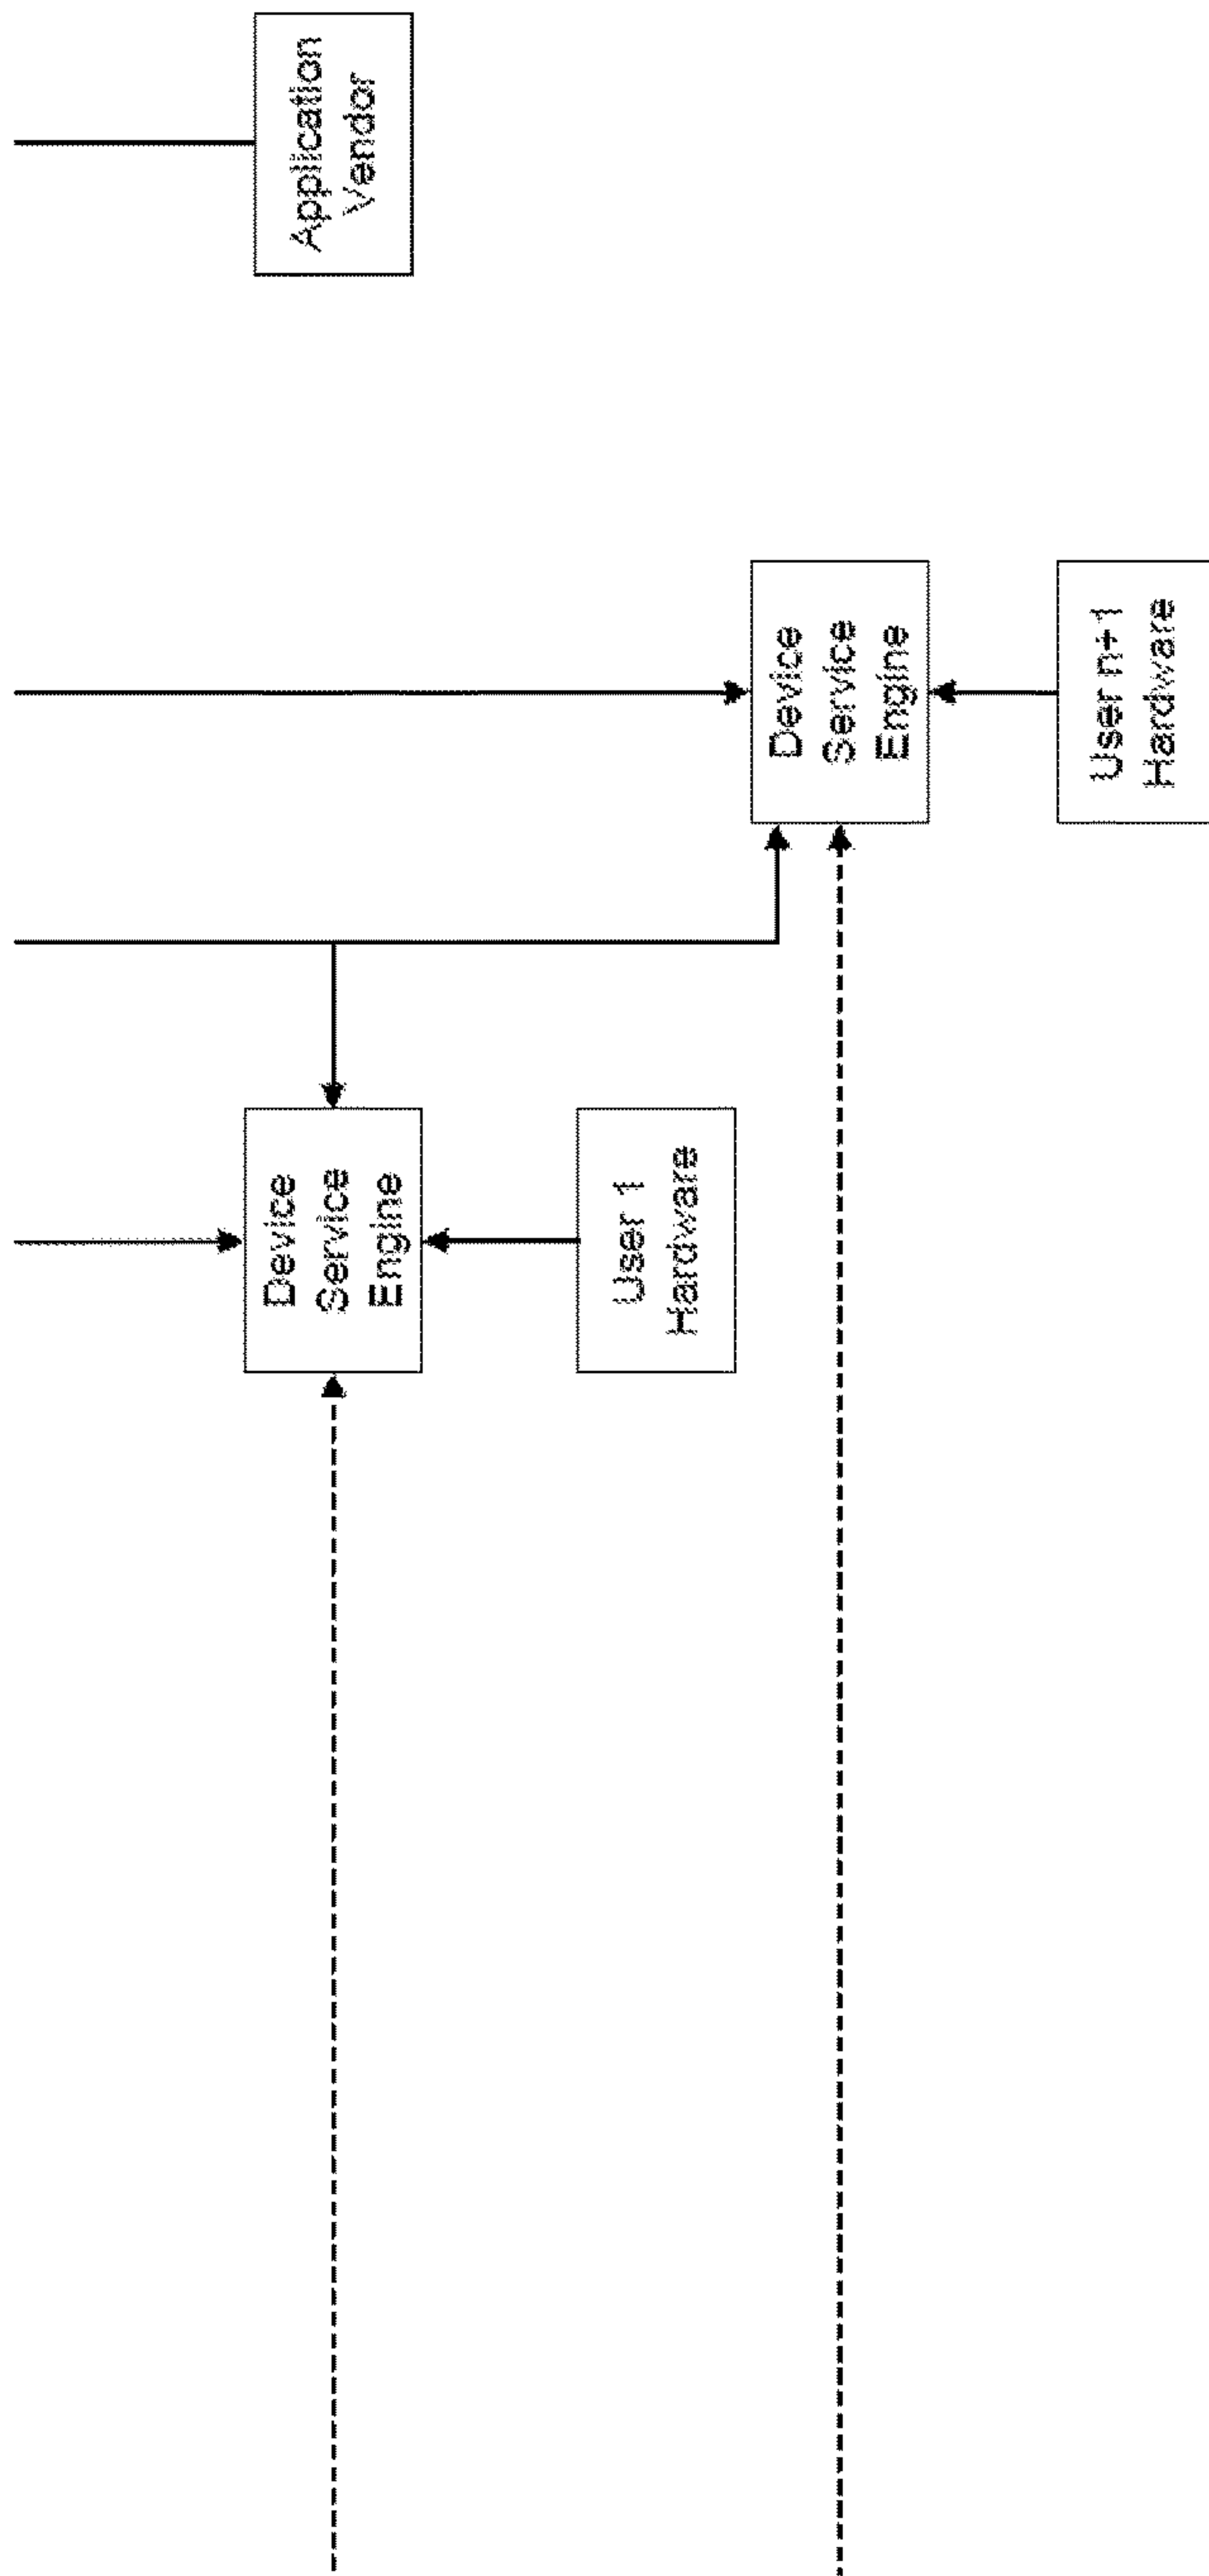 Application
Vendor
Device
Service
Engine
User n+1
Hardware
Device
Service
Engine
User 1
Hardware